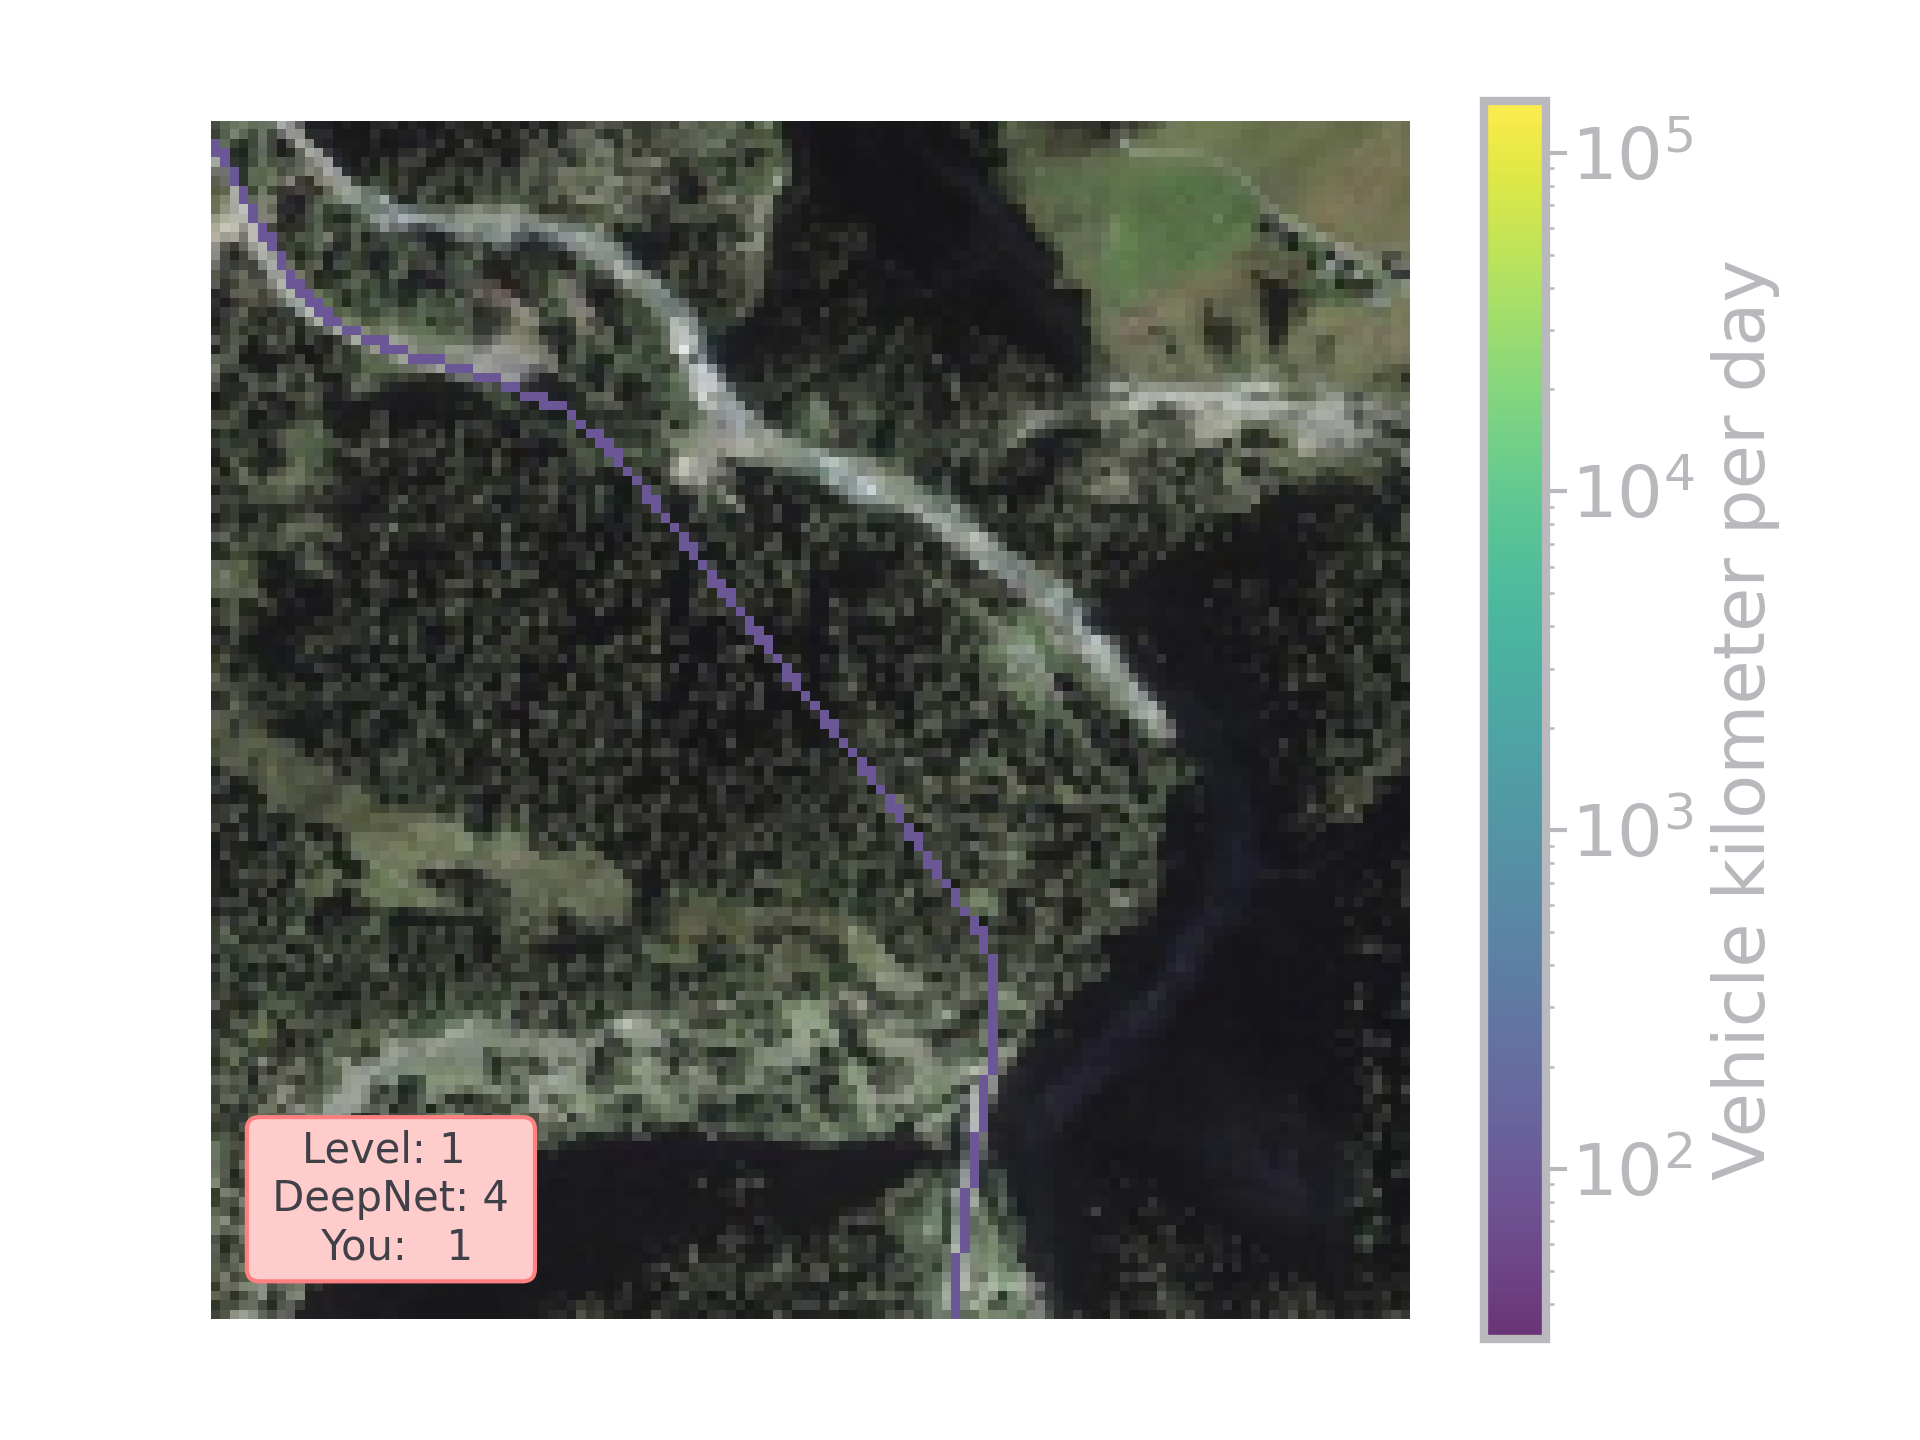 10⁵
10⁴
10³
10²
Vehicle kilometer per day
Level: 1
DeepNet: 4
You: 1